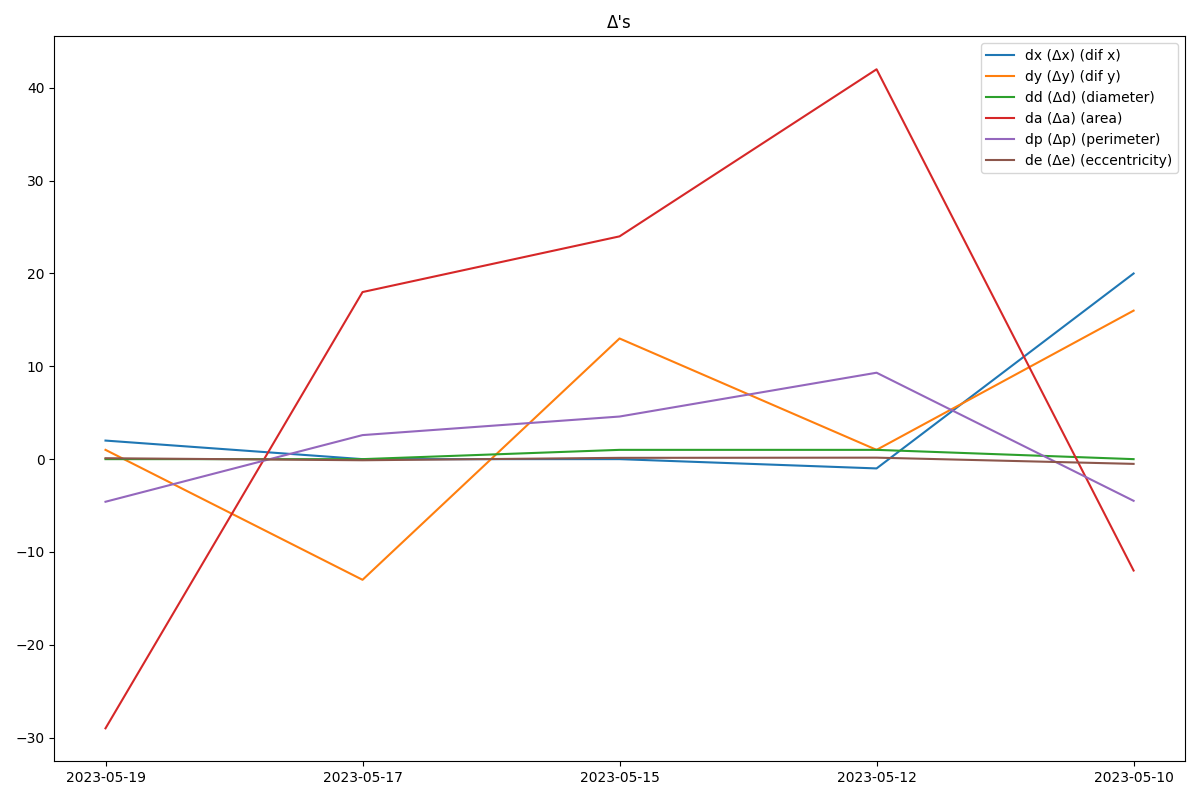 Δ's
dx (Δx) (dif x)
dy (Δy) (dif y)
dd (Δd) (diameter)
da (Δa) (area)
dp (Δp) (perimeter)
de (Δe) (eccentricity)
40
30
20
10
0
−10
−20
−30
2023-05-19 2023-05-17 2023-05-15 2023-05-12 2023-05-10